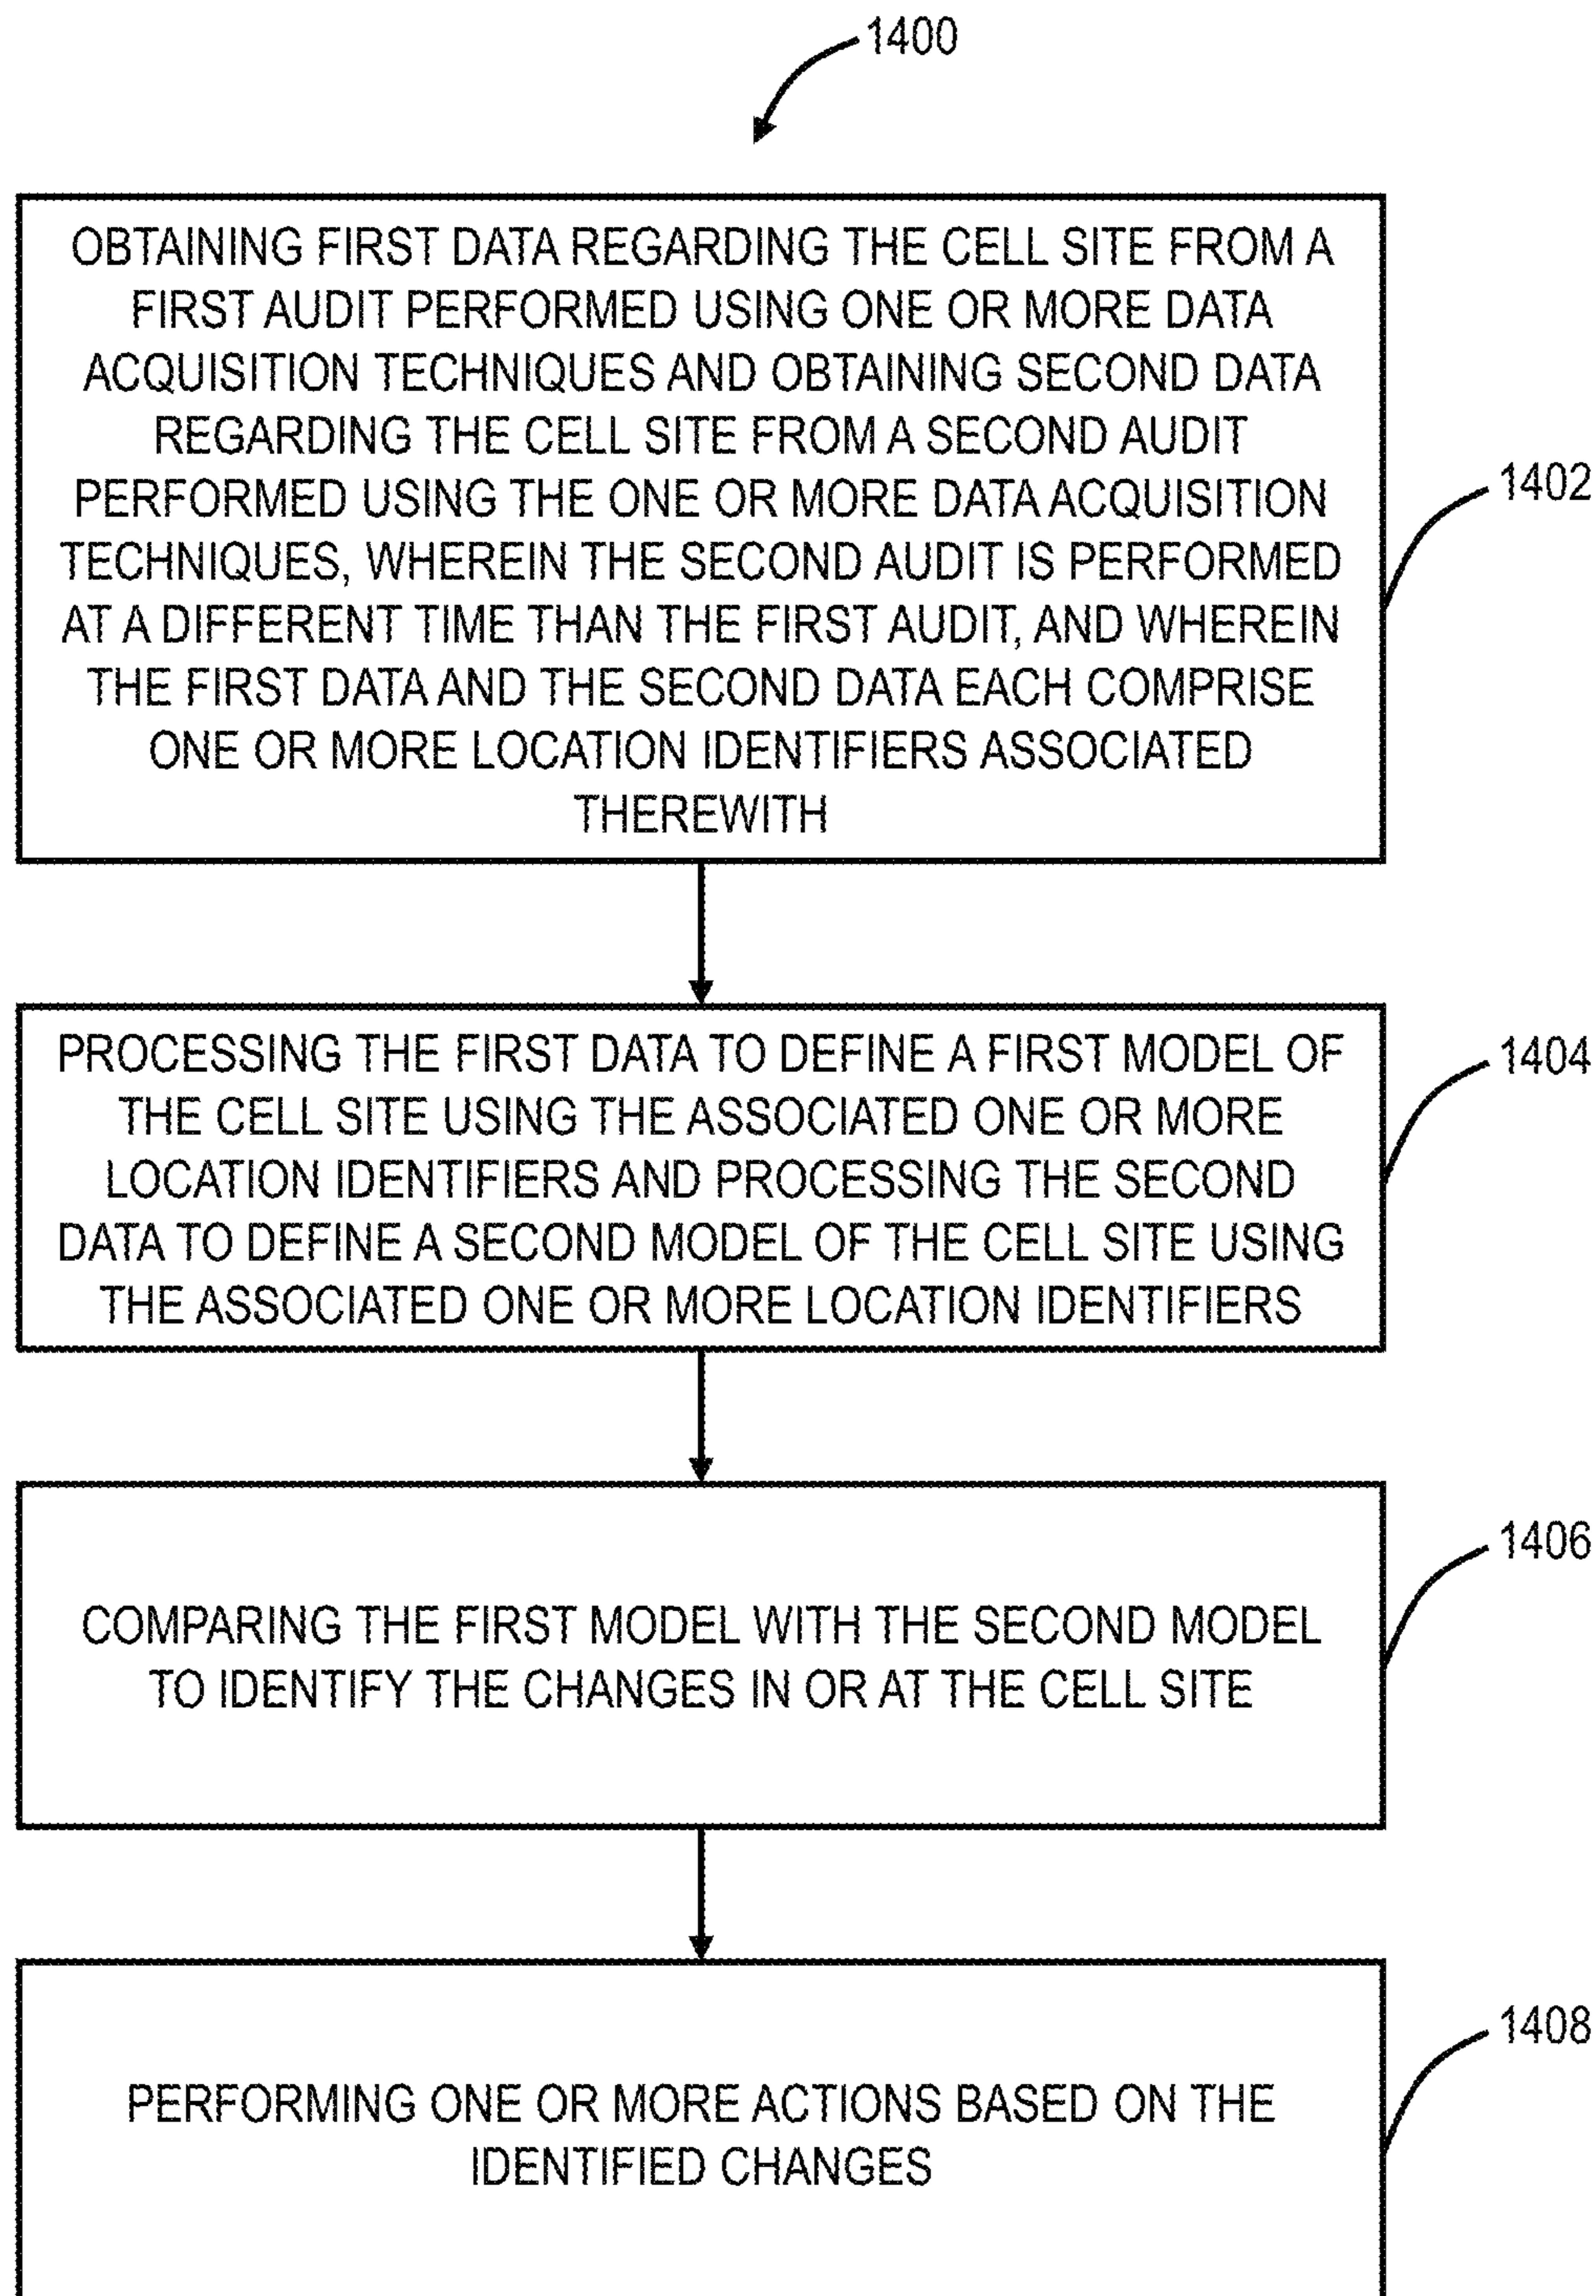 1400
OBTAINING FIRST DATA REGARDING THE CELL SITE FROM A
FIRST AUDIT PERFORMED USING ONE OR MORE DATA
ACQUISITION TECHNIQUES AND OBTAINING SECOND DATA
REGARDING THE CELL SITE FROM A SECOND AUDIT
PERFORMED USING THE ONE OR MORE DATA ACQUISITION
TECHNIQUES, WHEREIN THE SECOND AUDIT IS PERFORMED
AT A DIFFERENT TIME THAN THE FIRST AUDIT, AND WHEREIN
THE FIRST DATA AND THE SECOND DATA EACH COMPRISE
ONE OR MORE LOCATION IDENTIFIERS ASSOCIATED
THEREWITH
1402
PROCESSING THE FIRST DATA TO DEFINE A FIRST MODEL OF
THE CELL SITE USING THE ASSOCIATED ONE OR MORE
LOCATION IDENTIFIERS AND PROCESSING THE SECOND
DATA TO DEFINE A SECOND MODEL OF THE CELL SITE USING
THE ASSOCIATED ONE OR MORE LOCATION IDENTIFIERS
1404
COMPARING THE FIRST MODEL WITH THE SECOND MODEL
TO IDENTIFY THE CHANGES IN OR AT THE CELL SITE
1406
PERFORMING ONE OR MORE ACTIONS BASED ON THE
IDENTIFIED CHANGES
1408